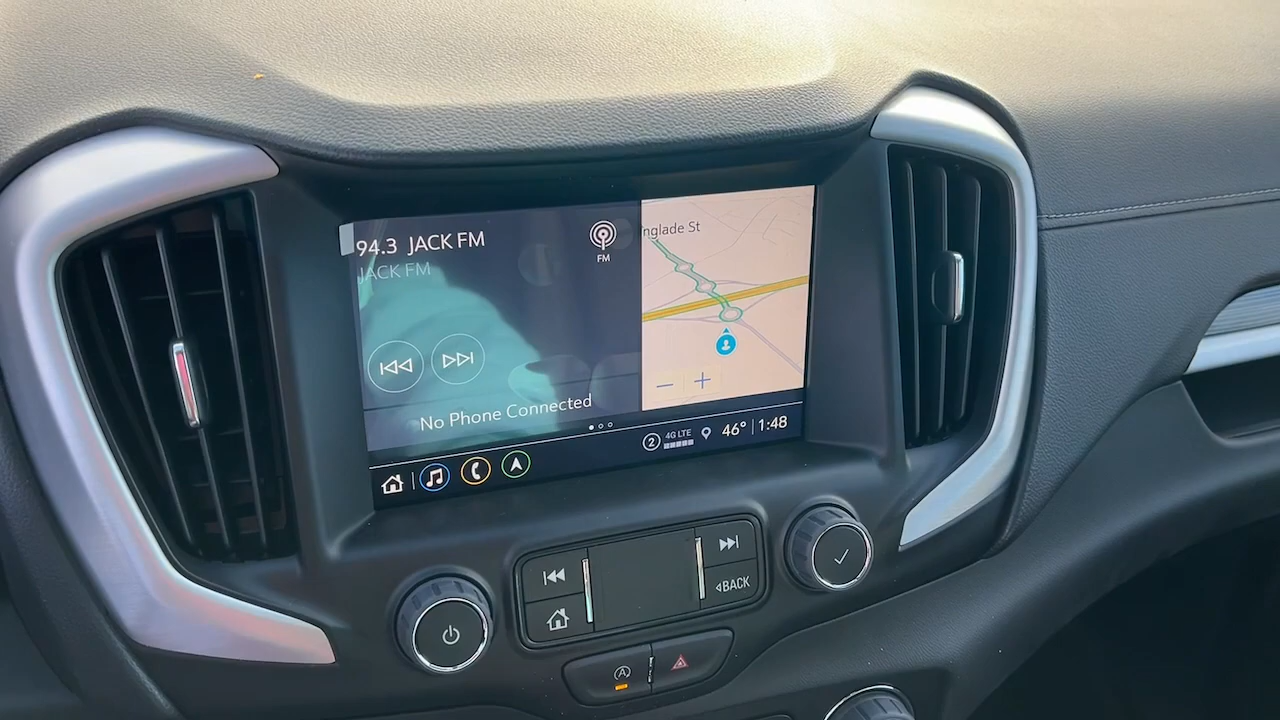 94.3 JACK FM
JACK FM
FM
nglade St
No Phone Connected
2 4G LTE 46° 1:48
BACK
A